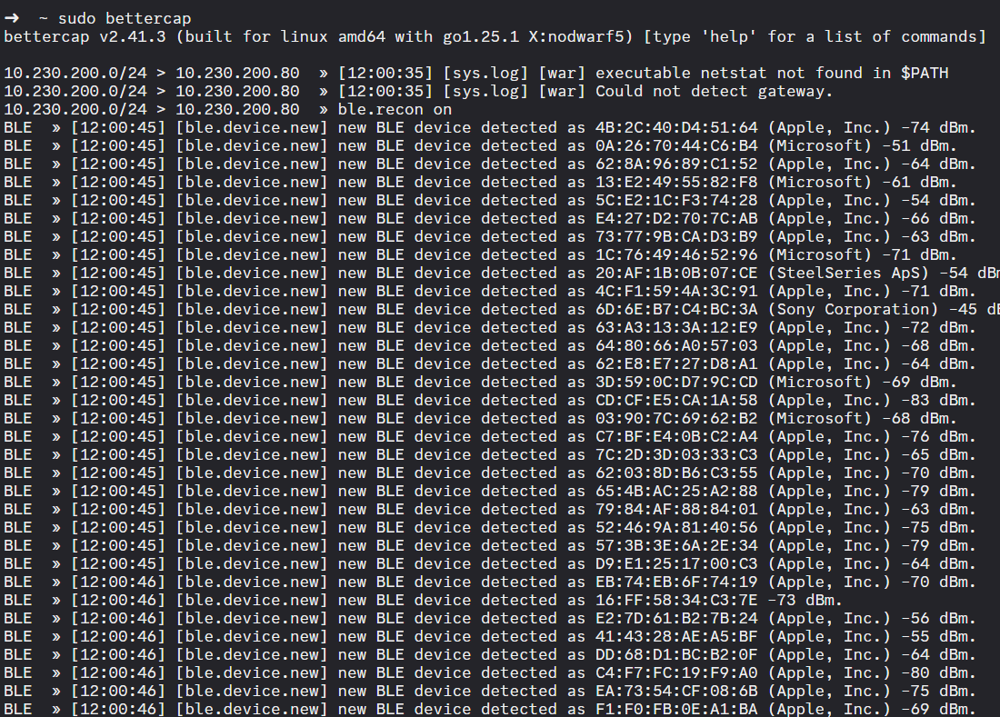 → ~ sudo bettercap
bettercap v2.41.3 (built for linux amd64 with go1.25.1 X:nodwarf5) [type 'help' for a list of commands]
10.230.200.0/24 > 10.230.200.80 » [12:00:35] [sys.log] [war] executable netstat not found in $PATH
10.230.200.0/24 > 10.230.200.80 » [12:00:35] [sys.log] [war] Could not detect gateway.
10.230.200.0/24 > 10.230.200.80 » ble.recon on
BLE » [12:00:45] [ble.device.new] new BLE device detected as 4B:2C:40:D4:51:64 (Apple, Inc.) -74 dBm.
BLE » [12:00:45] [ble.device.new] new BLE device detected as 0A:26:70:44:C6:B4 (Microsoft) -51 dBm.
BLE » [12:00:45] [ble.device.new] new BLE device detected as 62:8A:96:89:C1:52 (Apple, Inc.) -64 dBm.
BLE » [12:00:45] [ble.device.new] new BLE device detected as 13:E2:49:55:82:F8 (Microsoft) -61 dBm.
BLE » [12:00:45] [ble.device.new] new BLE device detected as 5C:E2:1C:F3:74:28 (Apple, Inc.) -54 dBm.
BLE » [12:00:45] [ble.device.new] new BLE device detected as E4:27:D2:70:7C:AB (Apple, Inc.) -66 dBm.
BLE » [12:00:45] [ble.device.new] new BLE device detected as 73:77:9B:CA:D3:B9 (Apple, Inc.) -63 dBm.
BLE » [12:00:45] [ble.device.new] new BLE device detected as 1C:76:49:46:52:96 (Microsoft) -71 dBm.
BLE » [12:00:45] [ble.device.new] new BLE device detected as 20:AF:1B:0B:07:CE (SteelSeries ApS) -54 dBm
BLE » [12:00:45] [ble.device.new] new BLE device detected as 4C:F1:59:4A:3C:91 (Apple, Inc.) -71 dBm.
BLE » [12:00:45] [ble.device.new] new BLE device detected as 6D:6E:B7:C4:BC:3A (Sony Corporation) -45 dB
BLE » [12:00:45] [ble.device.new] new BLE device detected as 63:A3:13:3A:12:E9 (Apple, Inc.) -72 dBm.
BLE » [12:00:45] [ble.device.new] new BLE device detected as 64:80:66:A0:57:03 (Apple, Inc.) -68 dBm.
BLE » [12:00:45] [ble.device.new] new BLE device detected as 62:E8:E7:27:D8:A1 (Apple, Inc.) -64 dBm.
BLE » [12:00:45] [ble.device.new] new BLE device detected as 3D:59:0C:D7:9C:CD (Microsoft) -69 dBm.
BLE » [12:00:45] [ble.device.new] new BLE device detected as CD:CF:E5:CA:1A:58 (Apple, Inc.) -83 dBm.
BLE » [12:00:45] [ble.device.new] new BLE device detected as 03:90:7C:69:62:B2 (Microsoft) -68 dBm.
BLE » [12:00:45] [ble.device.new] new BLE device detected as C7:BF:E4:0B:C2:A4 (Apple, Inc.) -76 dBm.
BLE » [12:00:45] [ble.device.new] new BLE device detected as 7C:2D:3D:03:33:C3 (Apple, Inc.) -65 dBm.
BLE » [12:00:45] [ble.device.new] new BLE device detected as 62:03:8D:B6:C3:55 (Apple, Inc.) -70 dBm.
BLE » [12:00:45] [ble.device.new] new BLE device detected as 65:4B:AC:25:A2:88 (Apple, Inc.) -79 dBm.
BLE » [12:00:45] [ble.device.new] new BLE device detected as 79:84:AF:88:84:01 (Apple, Inc.) -63 dBm.
BLE » [12:00:45] [ble.device.new] new BLE device detected as 52:46:9A:81:40:56 (Apple, Inc.) -75 dBm.
BLE » [12:00:45] [ble.device.new] new BLE device detected as 57:3B:3E:6A:2E:34 (Apple, Inc.) -79 dBm.
BLE » [12:00:45] [ble.device.new] new BLE device detected as D9:E1:25:17:00:C3 (Apple, Inc.) -64 dBm.
BLE » [12:00:46] [ble.device.new] new BLE device detected as EB:74:EB:6F:74:19 (Apple, Inc.) -70 dBm.
BLE » [12:00:46] [ble.device.new] new BLE device detected as 16:FF:58:34:C3:7E -73 dBm.
BLE » [12:00:46] [ble.device.new] new BLE device detected as E2:7D:61:B2:7B:24 (Apple, Inc.) -56 dBm.
BLE » [12:00:46] [ble.device.new] new BLE device detected as 41:43:28:AE:A5:BF (Apple, Inc.) -55 dBm.
BLE » [12:00:46] [ble.device.new] new BLE device detected as DD:68:D1:BC:B2:0F (Apple, Inc.) -64 dBm.
BLE » [12:00:46] [ble.device.new] new BLE device detected as C4:F7:FC:19:F9:A0 (Apple, Inc.) -80 dBm.
BLE » [12:00:46] [ble.device.new] new BLE device detected as EA:73:54:CF:08:6B (Apple, Inc.) -75 dBm.
BLE » [12:00:46] [ble.device.new] new BLE device detected as F1:F0:FB:0E:A1:BA (Apple, Inc.) -69 dBm.